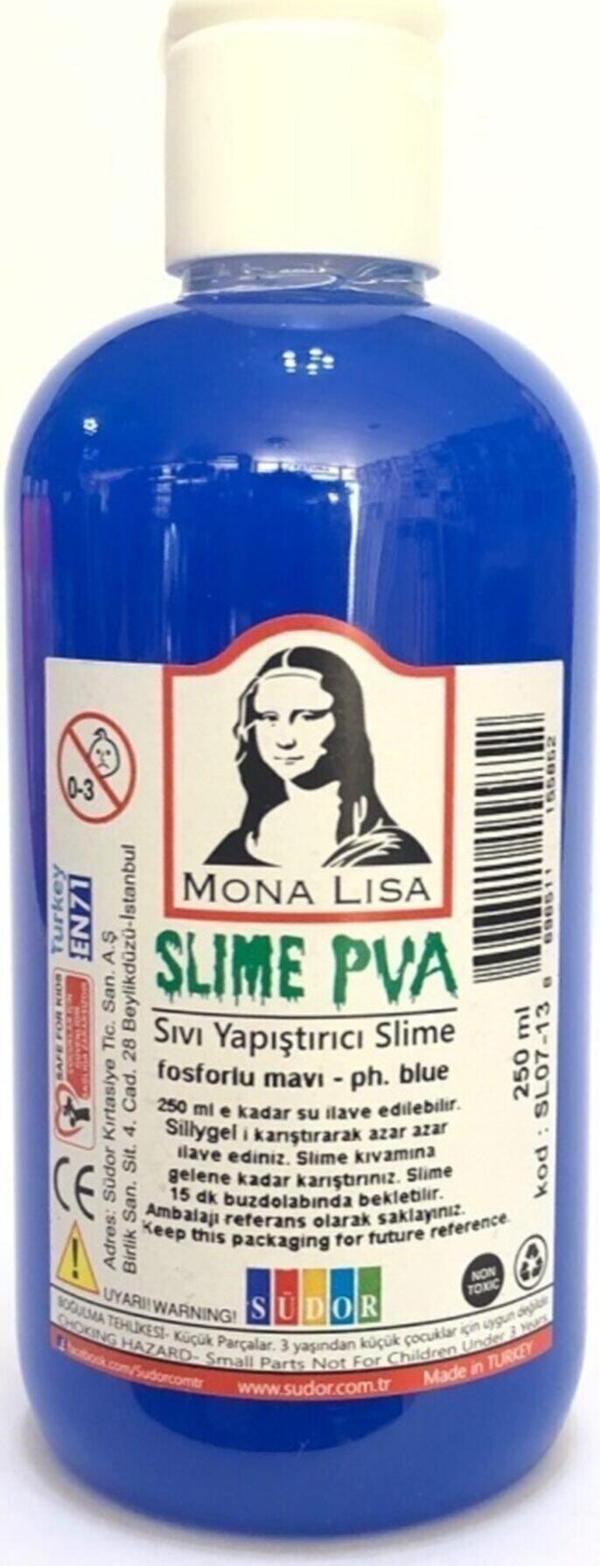 MONA LISA
SLIME PVA
Sıvı Yapıştırıcı Slime
fosforlu mavı - ph. blue
250 ml e kadar su ilave edilebilir.
Sillygel i karıştırarak azar azar
ilave ediniz. Slime kıvamına
gelene kadar karıştırınız. Slime
15 dk buzdolabında bekletilir.
Ambalajı referans olarak saklayınız.
Keep this packaging for future reference.
0-3
Turkey
EN71
SAFE FOR KIDS
CE
Adres: Südor Kırtasiye Tic. San. A.Ş
Birlik San. Sit. 4. Cad. 28 Beylikdüzü-İstanbul
250 ml
kod : SL07-13
8 698511 155852
NON
TOXIC
UYARI!WARNING!
SÜDOR
BOĞULMA TEHLİKESİ- Küçük Parçalar. 3 yaşından küçük çocuklar için uygun değildir.
CHOKING HAZARD- Small Parts Not For Children Under 3 Years.
facebook.com/Sudorcomtr
www.sudor.com.tr
Made in TURKEY